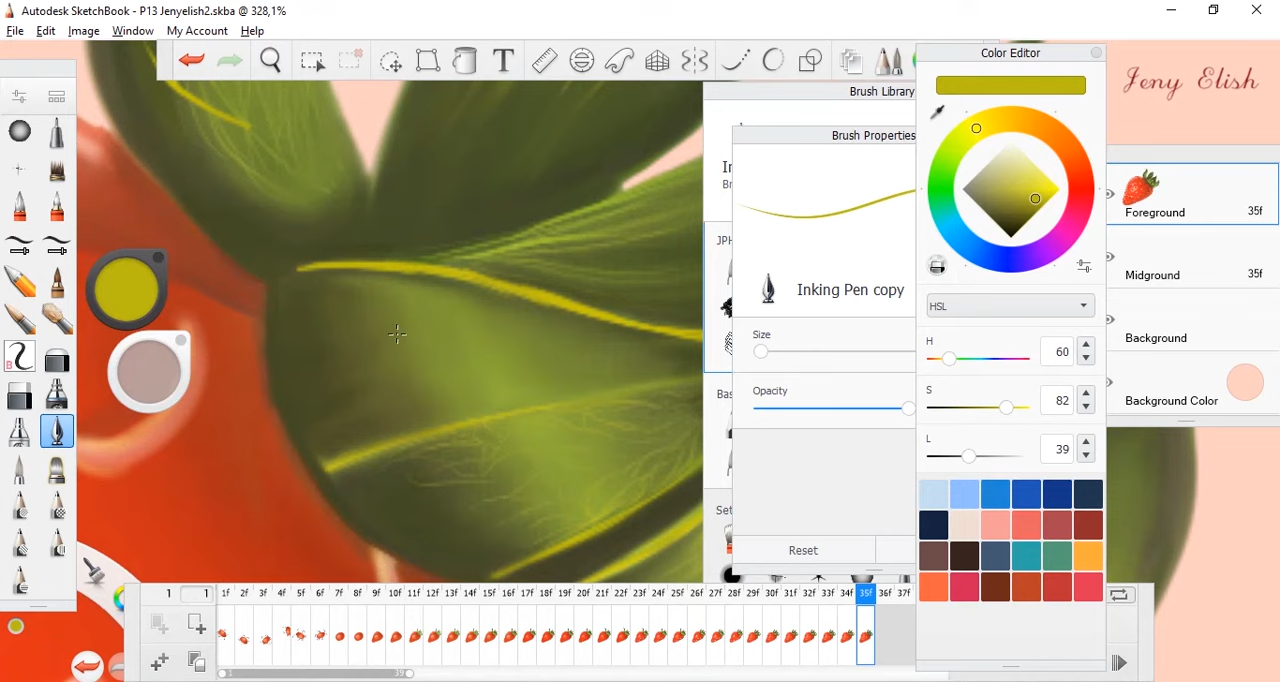 Autodesk SketchBook - P13 Jenyelish2.skba @ 328,1%
File Edit Image Window My Account Help
Color Editor
Jeny Elish
Brush Library
Brush Properties
Foreground 35f
Midground 35f
Inking Pen copy
HSL
Background
Size
H 60
Opacity
S 82
Background Color
L 39
Reset
1 1 1f 2f 3f 4f 5f 6f 7f 8f 9f 10f 11f 12f 13f 14f 15f 16f 17f 18f 19f 20f 21f 22f 23f 24f 25f 26f 27f 28f 29f 30f 31f 32f 33f 34f 35f 36f 37f
1 39